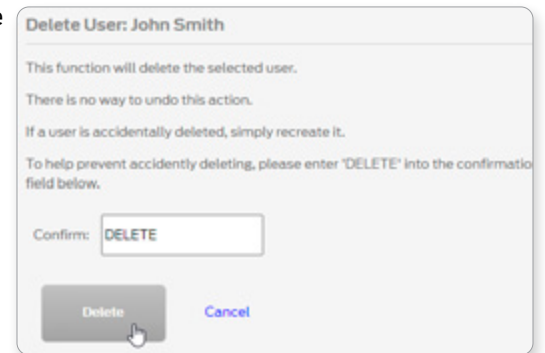 e
Delete User: John Smith
This function will delete the selected user.
There is no way to undo this action.
If a user is accidentally deleted, simply recreate it.
To help prevent accidently deleting, please enter 'DELETE' into the confirmatio
field below.
Confirm: DELETE
Delete Cancel